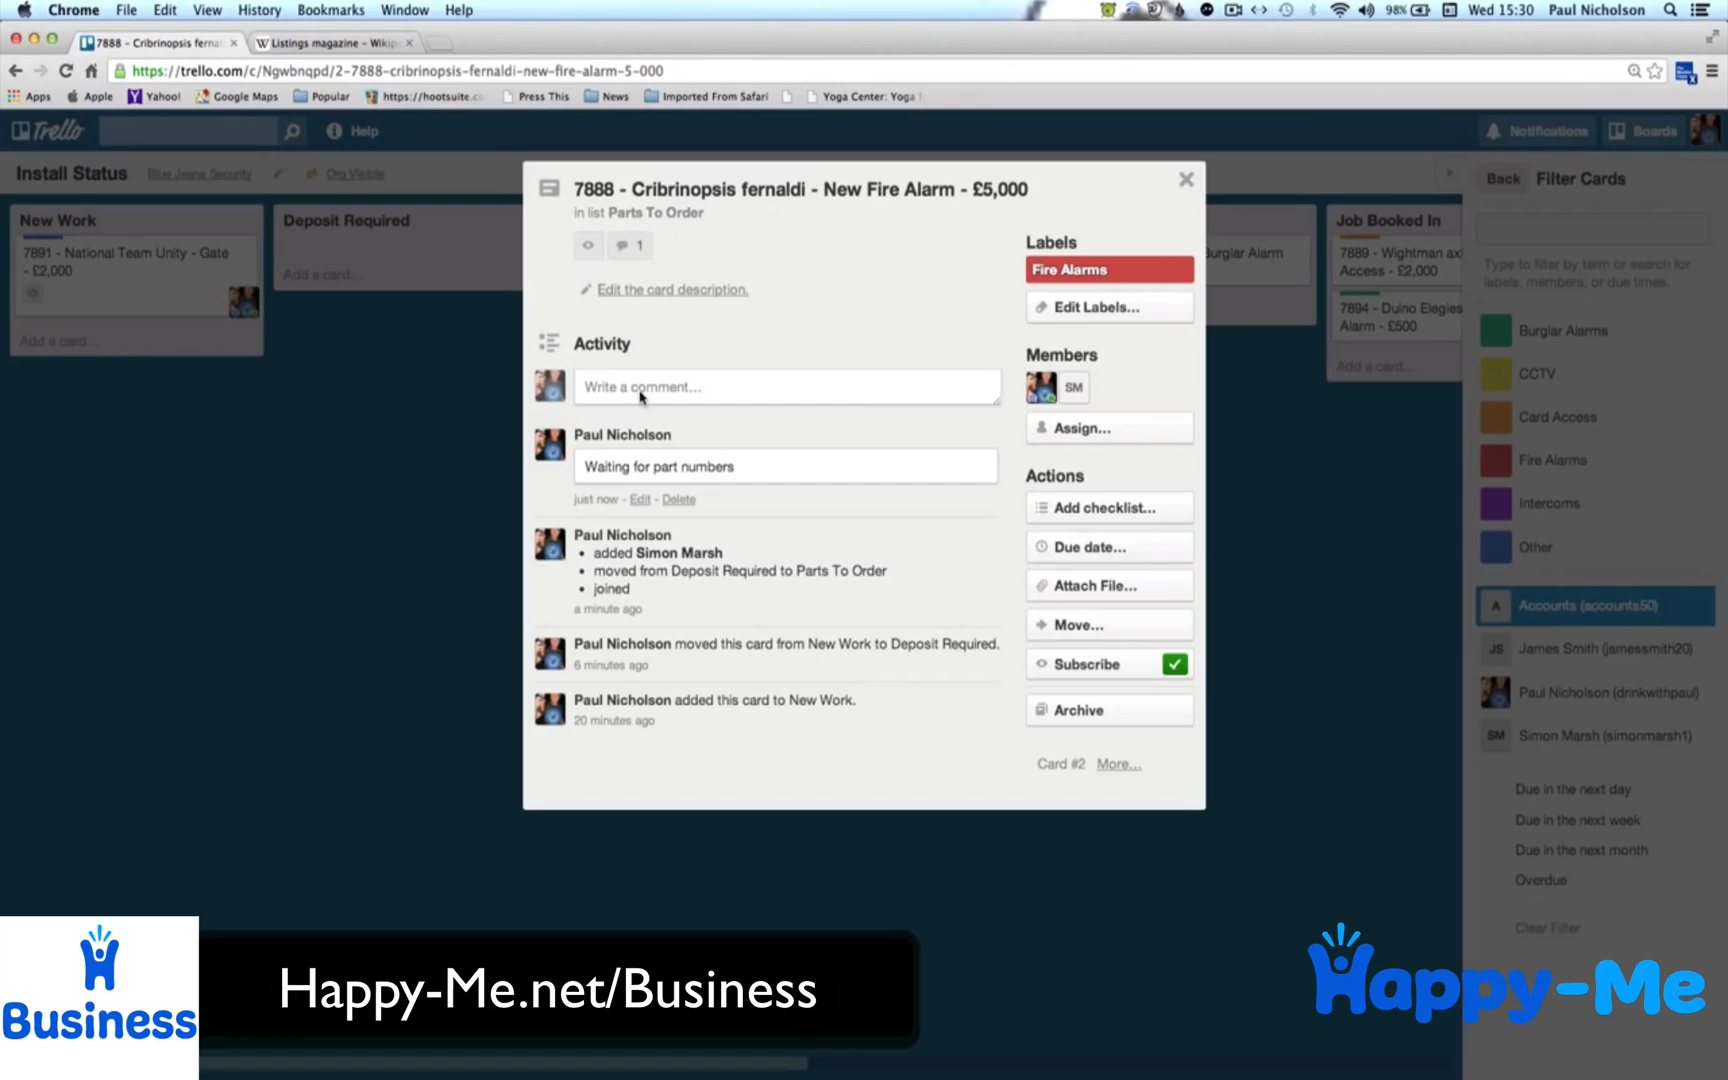 Chrome File Edit View History Bookmarks Window Help 98% Wed 15:30 Paul Nicholson
7888 - Cribrinopsis fernal Listings magazine - Wikip
https://trello.com/c/Ngwbnqpd/2-7888-cribrinopsis-fernaldi-new-fire-alarm-5-000
Apps Apple Yahoo! Google Maps Popular https://hootsuite.c Press This News Imported From Safari Yoga Center: Yoga
Trello Help Notifications Boards
Install Status Blue Jeans Security Org Visible
New Work
7891 - National Team Unity - Gate
- £2,000
Add a card...
Deposit Required
Add a card...
7888 - Cribrinopsis fernaldi - New Fire Alarm - £5,000
in list Parts To Order
1
Edit the card description.
Activity
Write a comment...
Paul Nicholson
Waiting for part numbers
just now - Edit - Delete
Paul Nicholson
• added Simon Marsh
• moved from Deposit Required to Parts To Order
• joined
a minute ago
Paul Nicholson moved this card from New Work to Deposit Required.
6 minutes ago
Paul Nicholson added this card to New Work.
20 minutes ago
Labels
Fire Alarms
Edit Labels...
Members
SM
Assign...
Actions
Add checklist...
Due date...
Attach File...
Move...
Subscribe
Archive
Card #2 More...
Burglar Alarm
Job Booked In
7889 - Wightman axi
Access - £2,000
7894 - Duino Elegies
Alarm - £500
Add a card...
Back Filter Cards
Type to filter by term or search for
labels, members, or due times.
Burglar Alarms
CCTV
Card Access
Fire Alarms
Intercoms
Other
A Accounts (accounts50)
JS James Smith (jamessmith20)
Paul Nicholson (drinkwithpaul)
SM Simon Marsh (simonmarsh1)
Due in the next day
Due in the next week
Due in the next month
Overdue
Clear Filter
Business
Happy-Me.net/Business
Happy-Me